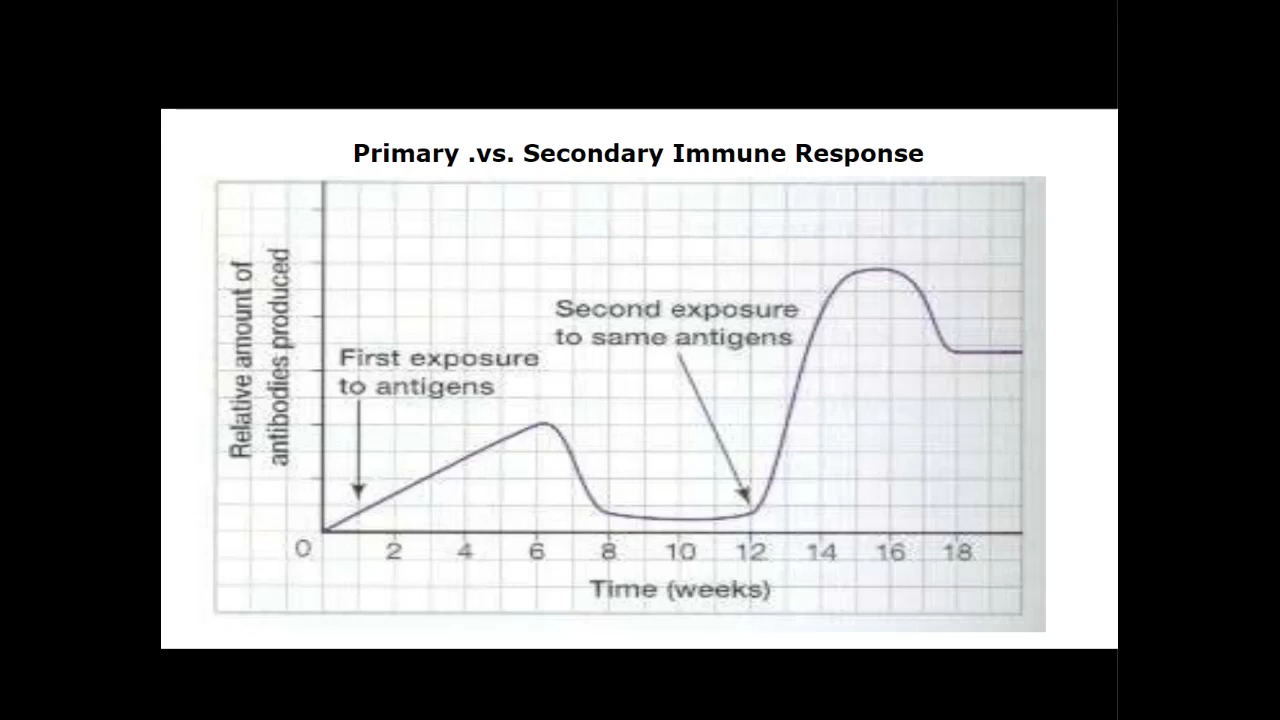 Primary .vs. Secondary Immune Response
Relative amount of
antibodies produced
First exposure
to antigens
Second exposure
to same antigens
0 2 4 6 8 10 12 14 16 18
Time (weeks)